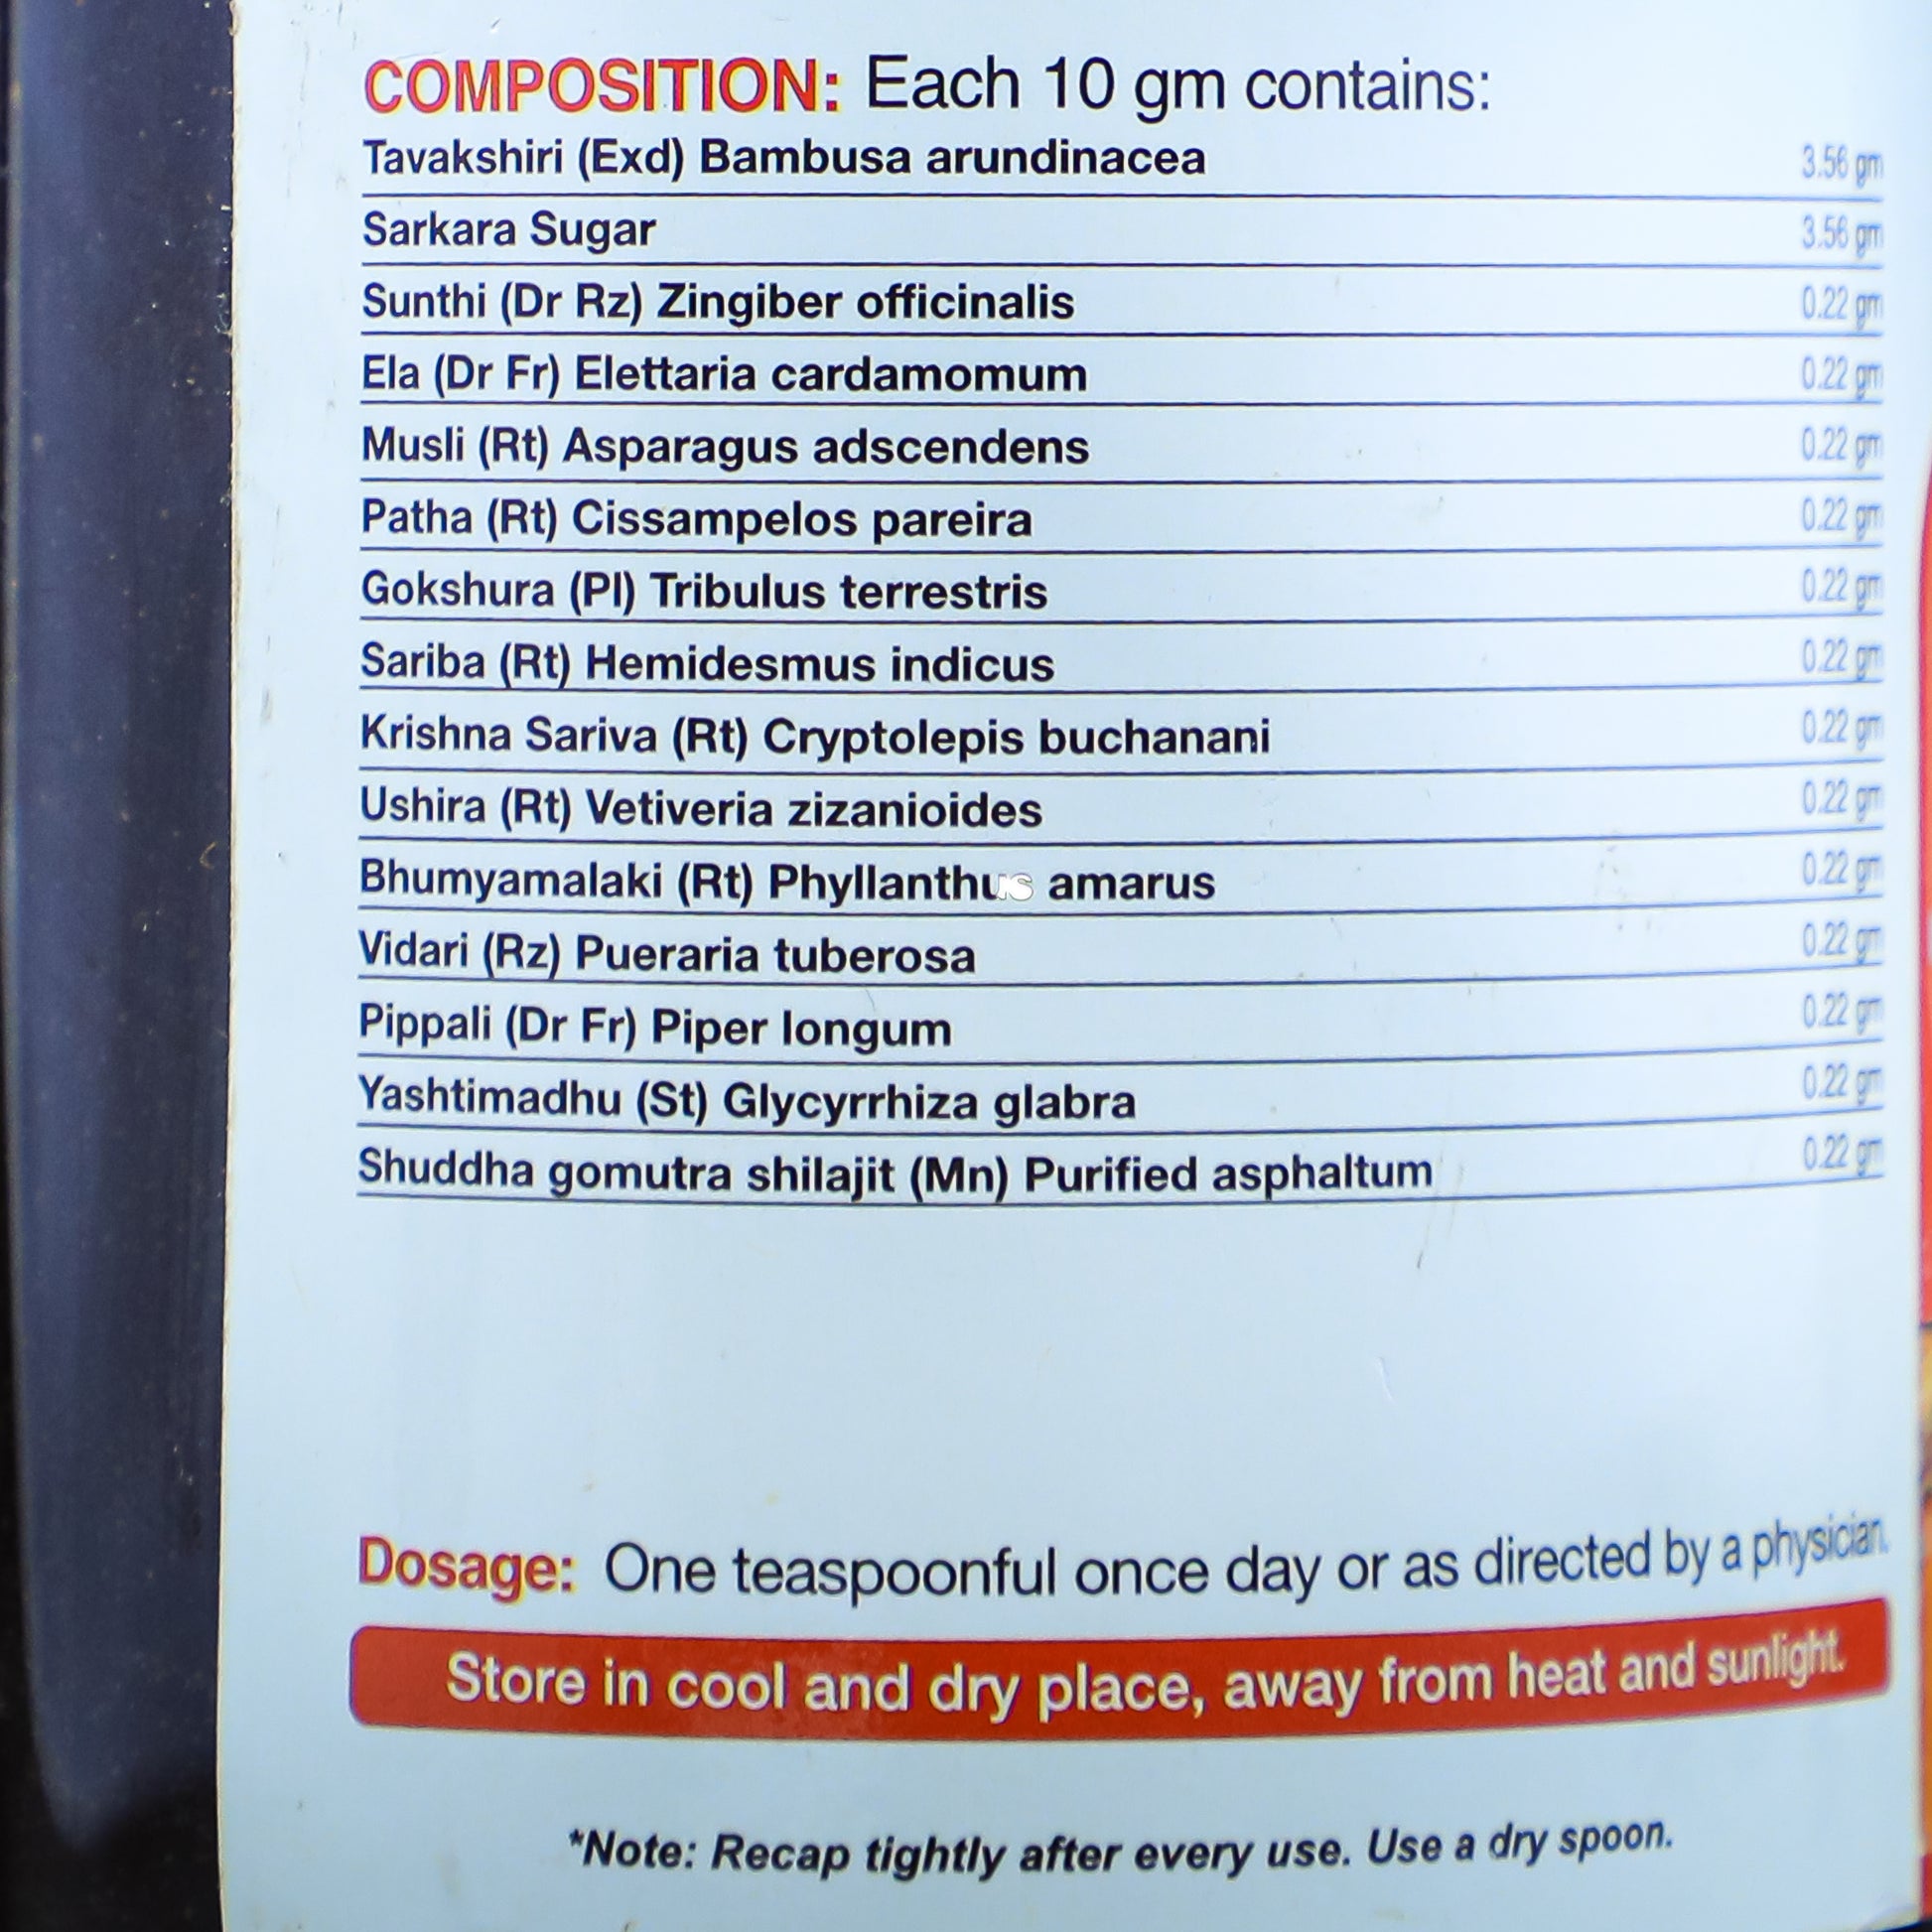 COMPOSITION: Each 10 gm contains:
Tavakshiri (Exd) Bambusa arundinacea 3.56 gm
Sarkara Sugar 3.56 gm
Sunthi (Dr Rz) Zingiber officinalis 0.22 gm
Ela (Dr Fr) Elettaria cardamomum 0.22 gm
Musli (Rt) Asparagus adscendens 0.22 gm
Patha (Rt) Cissampelos pareira 0.22 gm
Gokshura (Pl) Tribulus terrestris 0.22 gm
Sariba (Rt) Hemidesmus indicus 0.22 gm
Krishna Sariva (Rt) Cryptolepis buchanani 0.22 gm
Ushira (Rt) Vetiveria zizanioides 0.22 gm
Bhumyamalaki (Rt) Phyllanthus amarus 0.22 gm
Vidari (Rz) Pueraria tuberosa 0.22 gm
Pippali (Dr Fr) Piper longum 0.22 gm
Yashtimadhu (St) Glycyrrhiza glabra 0.22 gm
Shuddha gomutra shilajit (Mn) Purified asphaltum 0.22 gm
Dosage: One teaspoonful once day or as directed by a physician.
Store in cool and dry place, away from heat and sunlight.
*Note: Recap tightly after every use. Use a dry spoon.